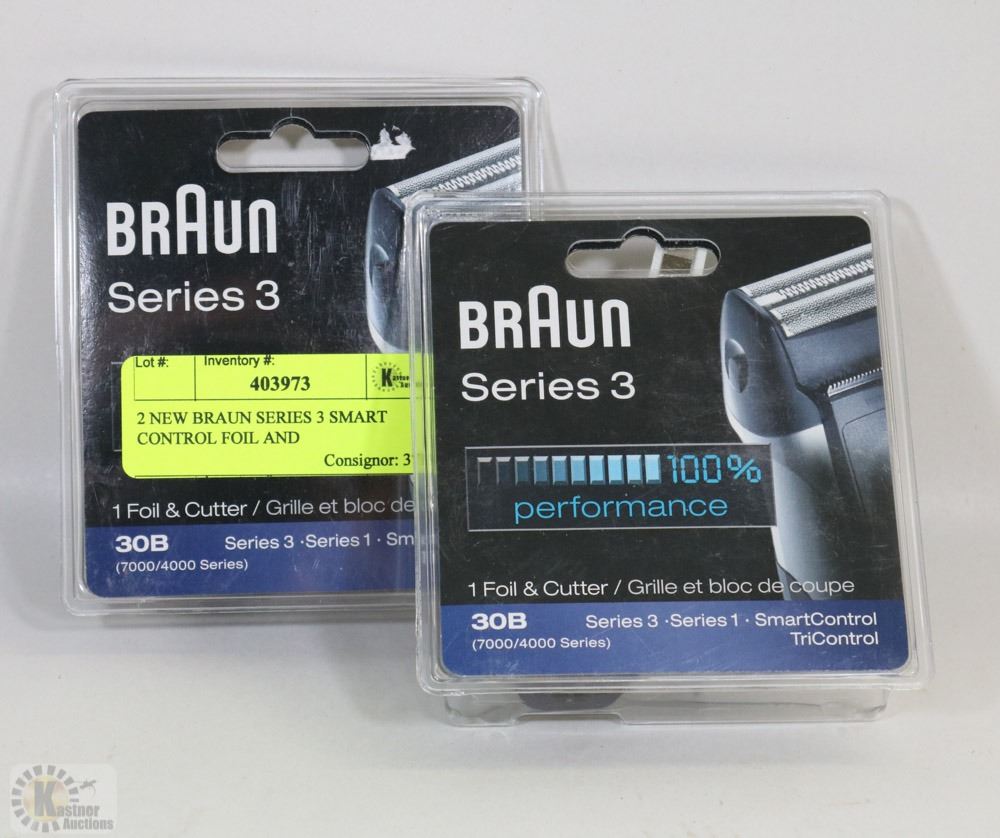 BRAUN
Series 3
Lot #:
Inventory #:
403973
2 NEW BRAUN SERIES 3 SMART
CONTROL FOIL AND
Consignor:
1 Foil & Cutter / Grille et bloc de
30B
Series 3 · Series 1 ·
(7000/4000 Series)
BRAUN
Series 3
100%
performance
1 Foil & Cutter / Grille et bloc de coupe
30B
Series 3 · Series 1 · SmartControl
TriControl
(7000/4000 Series)
Kastner
Auctions